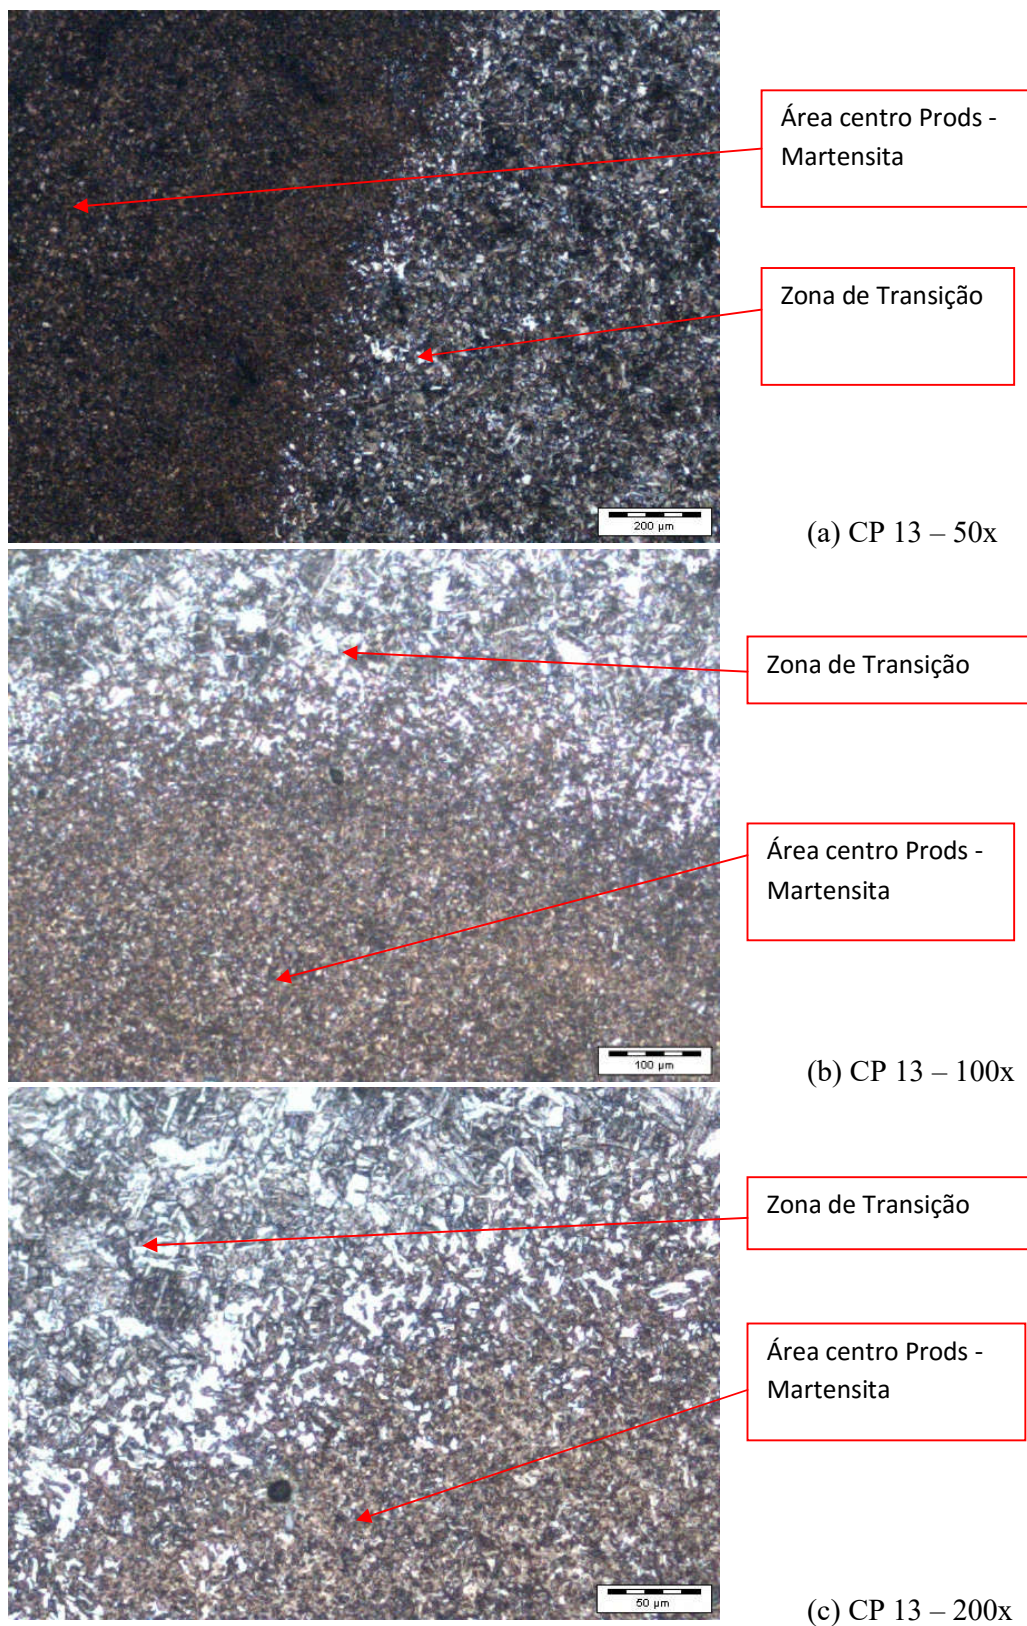 Área centro Prods -
Martensita
Zona de Transição
200 µm
(a) CP 13 – 50x
Zona de Transição
Área centro Prods -
Martensita
100 µm
(b) CP 13 – 100x
Zona de Transição
Área centro Prods -
Martensita
50 µm
(c) CP 13 – 200x